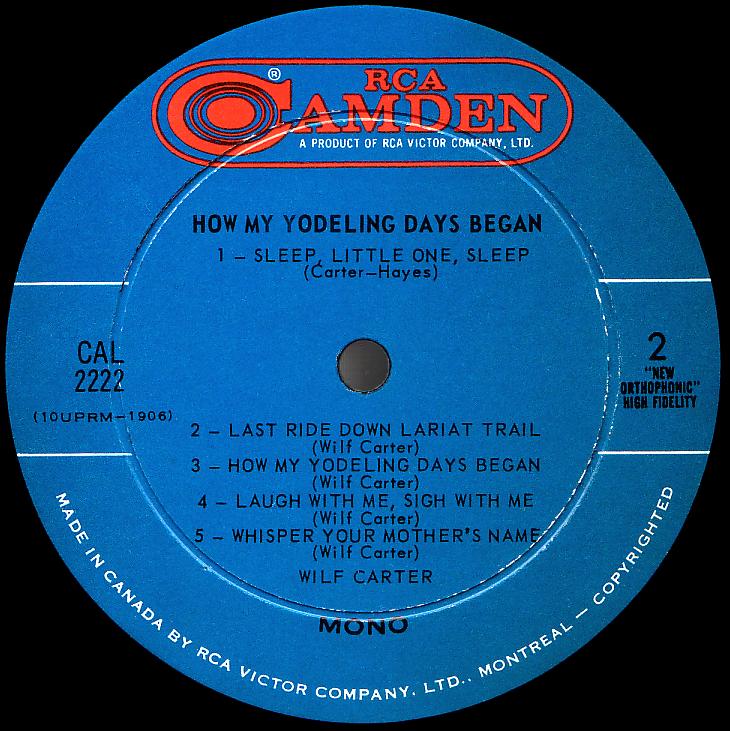 ®
RCA
CAMDEN
A PRODUCT OF RCA VICTOR COMPANY, LTD.
HOW MY YODELING DAYS BEGAN
1 – SLEEP, LITTLE ONE, SLEEP
(Carter–Hayes)
CAL
2222
(10UPRM–1906)
2
"NEW
ORTHOPHONIC"
HIGH FIDELITY
2 – LAST RIDE DOWN LARIAT TRAIL
(Wilf Carter)
3 – HOW MY YODELING DAYS BEGAN
(Wilf Carter)
4 – LAUGH WITH ME, SIGH WITH ME
(Wilf Carter)
5 – WHISPER YOUR MOTHER'S NAME
(Wilf Carter)
WILF CARTER
MONO
MADE IN CANADA BY RCA VICTOR COMPANY, LTD., MONTREAL — COPYRIGHTED